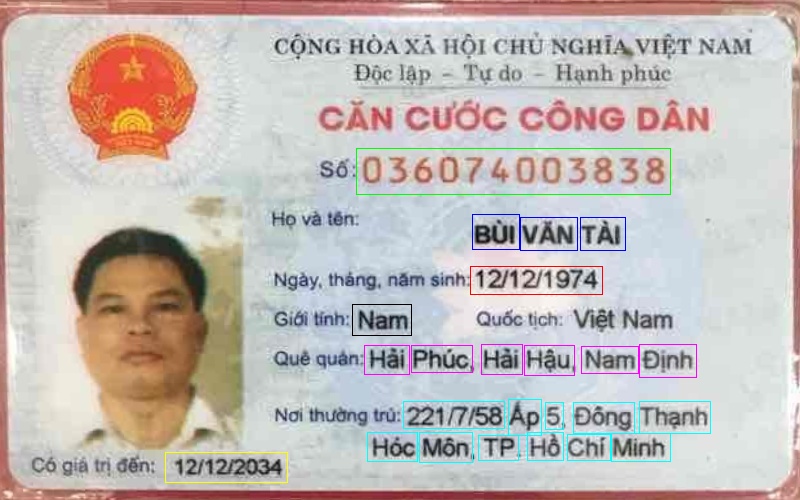 CỘNG HÒA XÃ HỘI CHỦ NGHĨA VIỆT NAM
Độc lập - Tự do - Hạnh phúc
CĂN CƯỚC CÔNG DÂN
Số: 036074003838
Họ và tên: BÙI VĂN TÀI
Ngày, tháng, năm sinh: 12/12/1974
Giới tính: Nam Quốc tịch: Việt Nam
Quê quán: Hải Phúc, Hải Hậu, Nam Định
Nơi thường trú: 221/7/58 Ấp 5, Đông Thạnh
Hóc Môn, TP. Hồ Chí Minh
Có giá trị đến: 12/12/2034